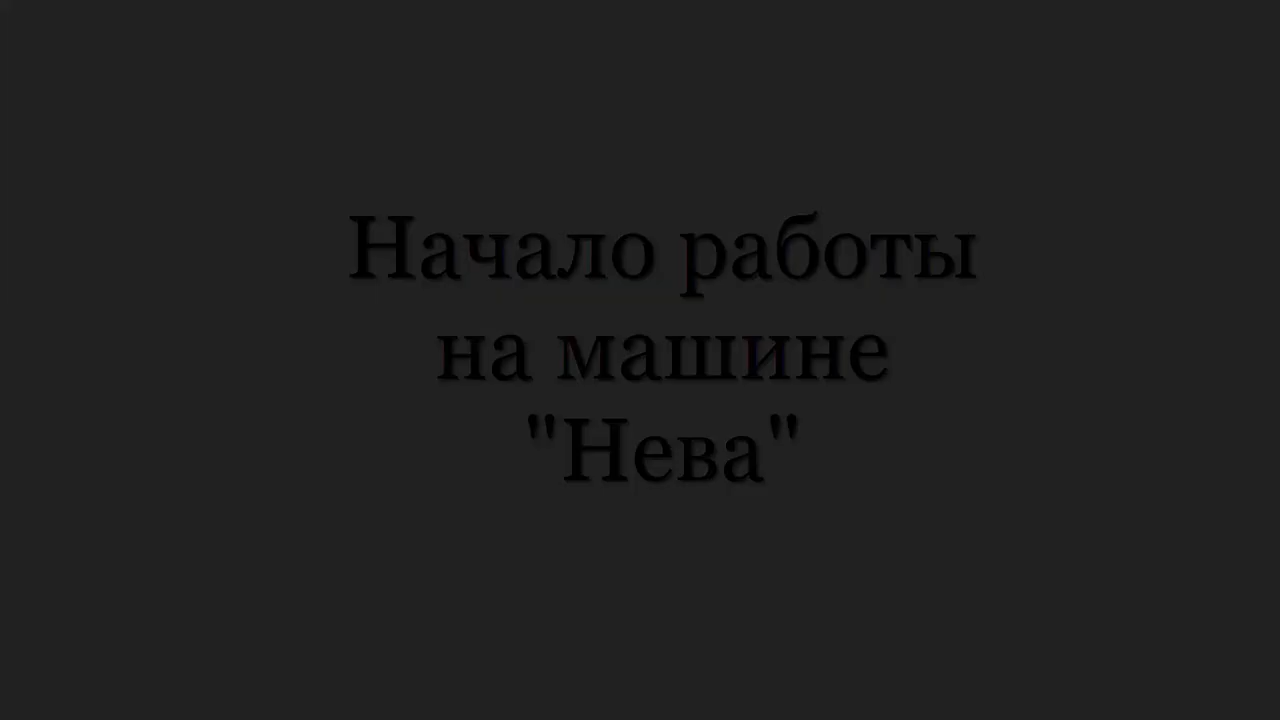 Начало работы
на машине
"Нева"